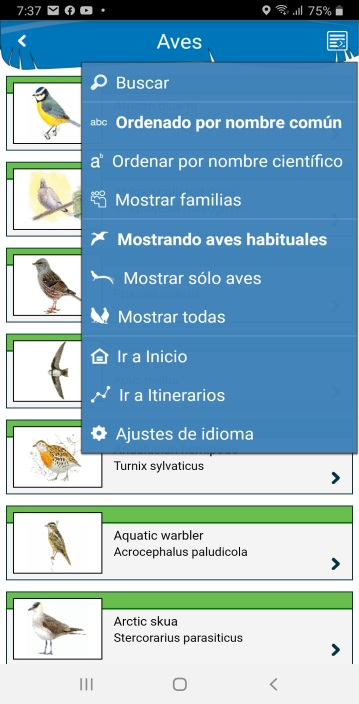 7:37
75%
Aves
Buscar
abc Ordenado por nombre común
Ordenar por nombre científico
Mostrar familias
Mostrando aves habituales
Mostrar sólo aves
Mostrar todas
Ir a Inicio
Ir a Itinerarios
Ajustes de idioma
Turnix sylvaticus
Aquatic warbler
Acrocephalus paludicola
Arctic skua
Stercorarius parasiticus